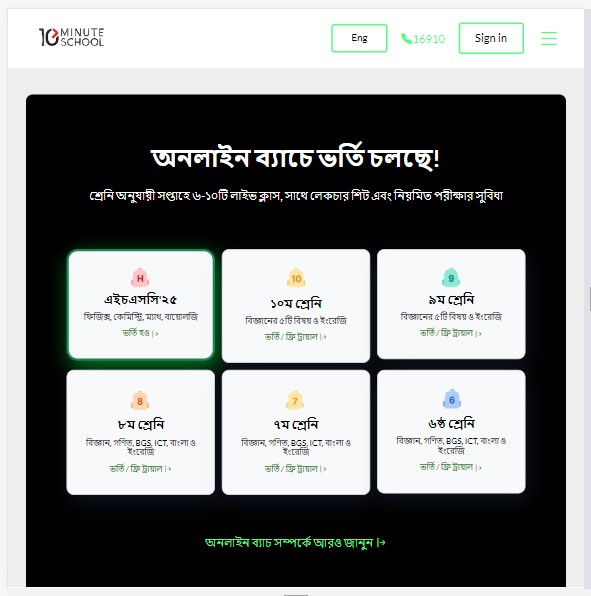 10 MINUTE
SCHOOL
Eng
16910
Sign in
অনলাইন ব্যাচে ভর্তি চলছে!
শ্রেনি অনুযায়ী সপ্তাহে ৬-১০টি লাইভ ক্লাস, সাথে লেকচার শিট এবং নিয়মিত পরীক্ষার সুবিধা
H
এইচএসসি'২৫
ফিজিক্স, কেমিস্ট্রি, ম্যাথ, বায়োলজি
ভর্তি হও
10
১০ম শ্রেনি
বিজ্ঞানের ৫টি বিষয় ও ইংরেজি
ভর্তি / ফ্রি ট্রায়াল
9
৯ম শ্রেনি
বিজ্ঞানের ৫টি বিষয় ও ইংরেজি
ভর্তি / ফ্রি ট্রায়াল
8
৮ম শ্রেনি
বিজ্ঞান, গণিত, BGS, ICT, বাংলা ও
ইংরেজি
ভর্তি / ফ্রি ট্রায়াল
7
৭ম শ্রেনি
বিজ্ঞান, গণিত, BGS, ICT, বাংলা ও
ইংরেজি
ভর্তি / ফ্রি ট্রায়াল
6
৬ষ্ঠ শ্রেনি
বিজ্ঞান, গণিত, BGS, ICT, বাংলা ও
ইংরেজি
ভর্তি / ফ্রি ট্রায়াল
অনলাইন ব্যাচ সম্পর্কে আরও জানুন